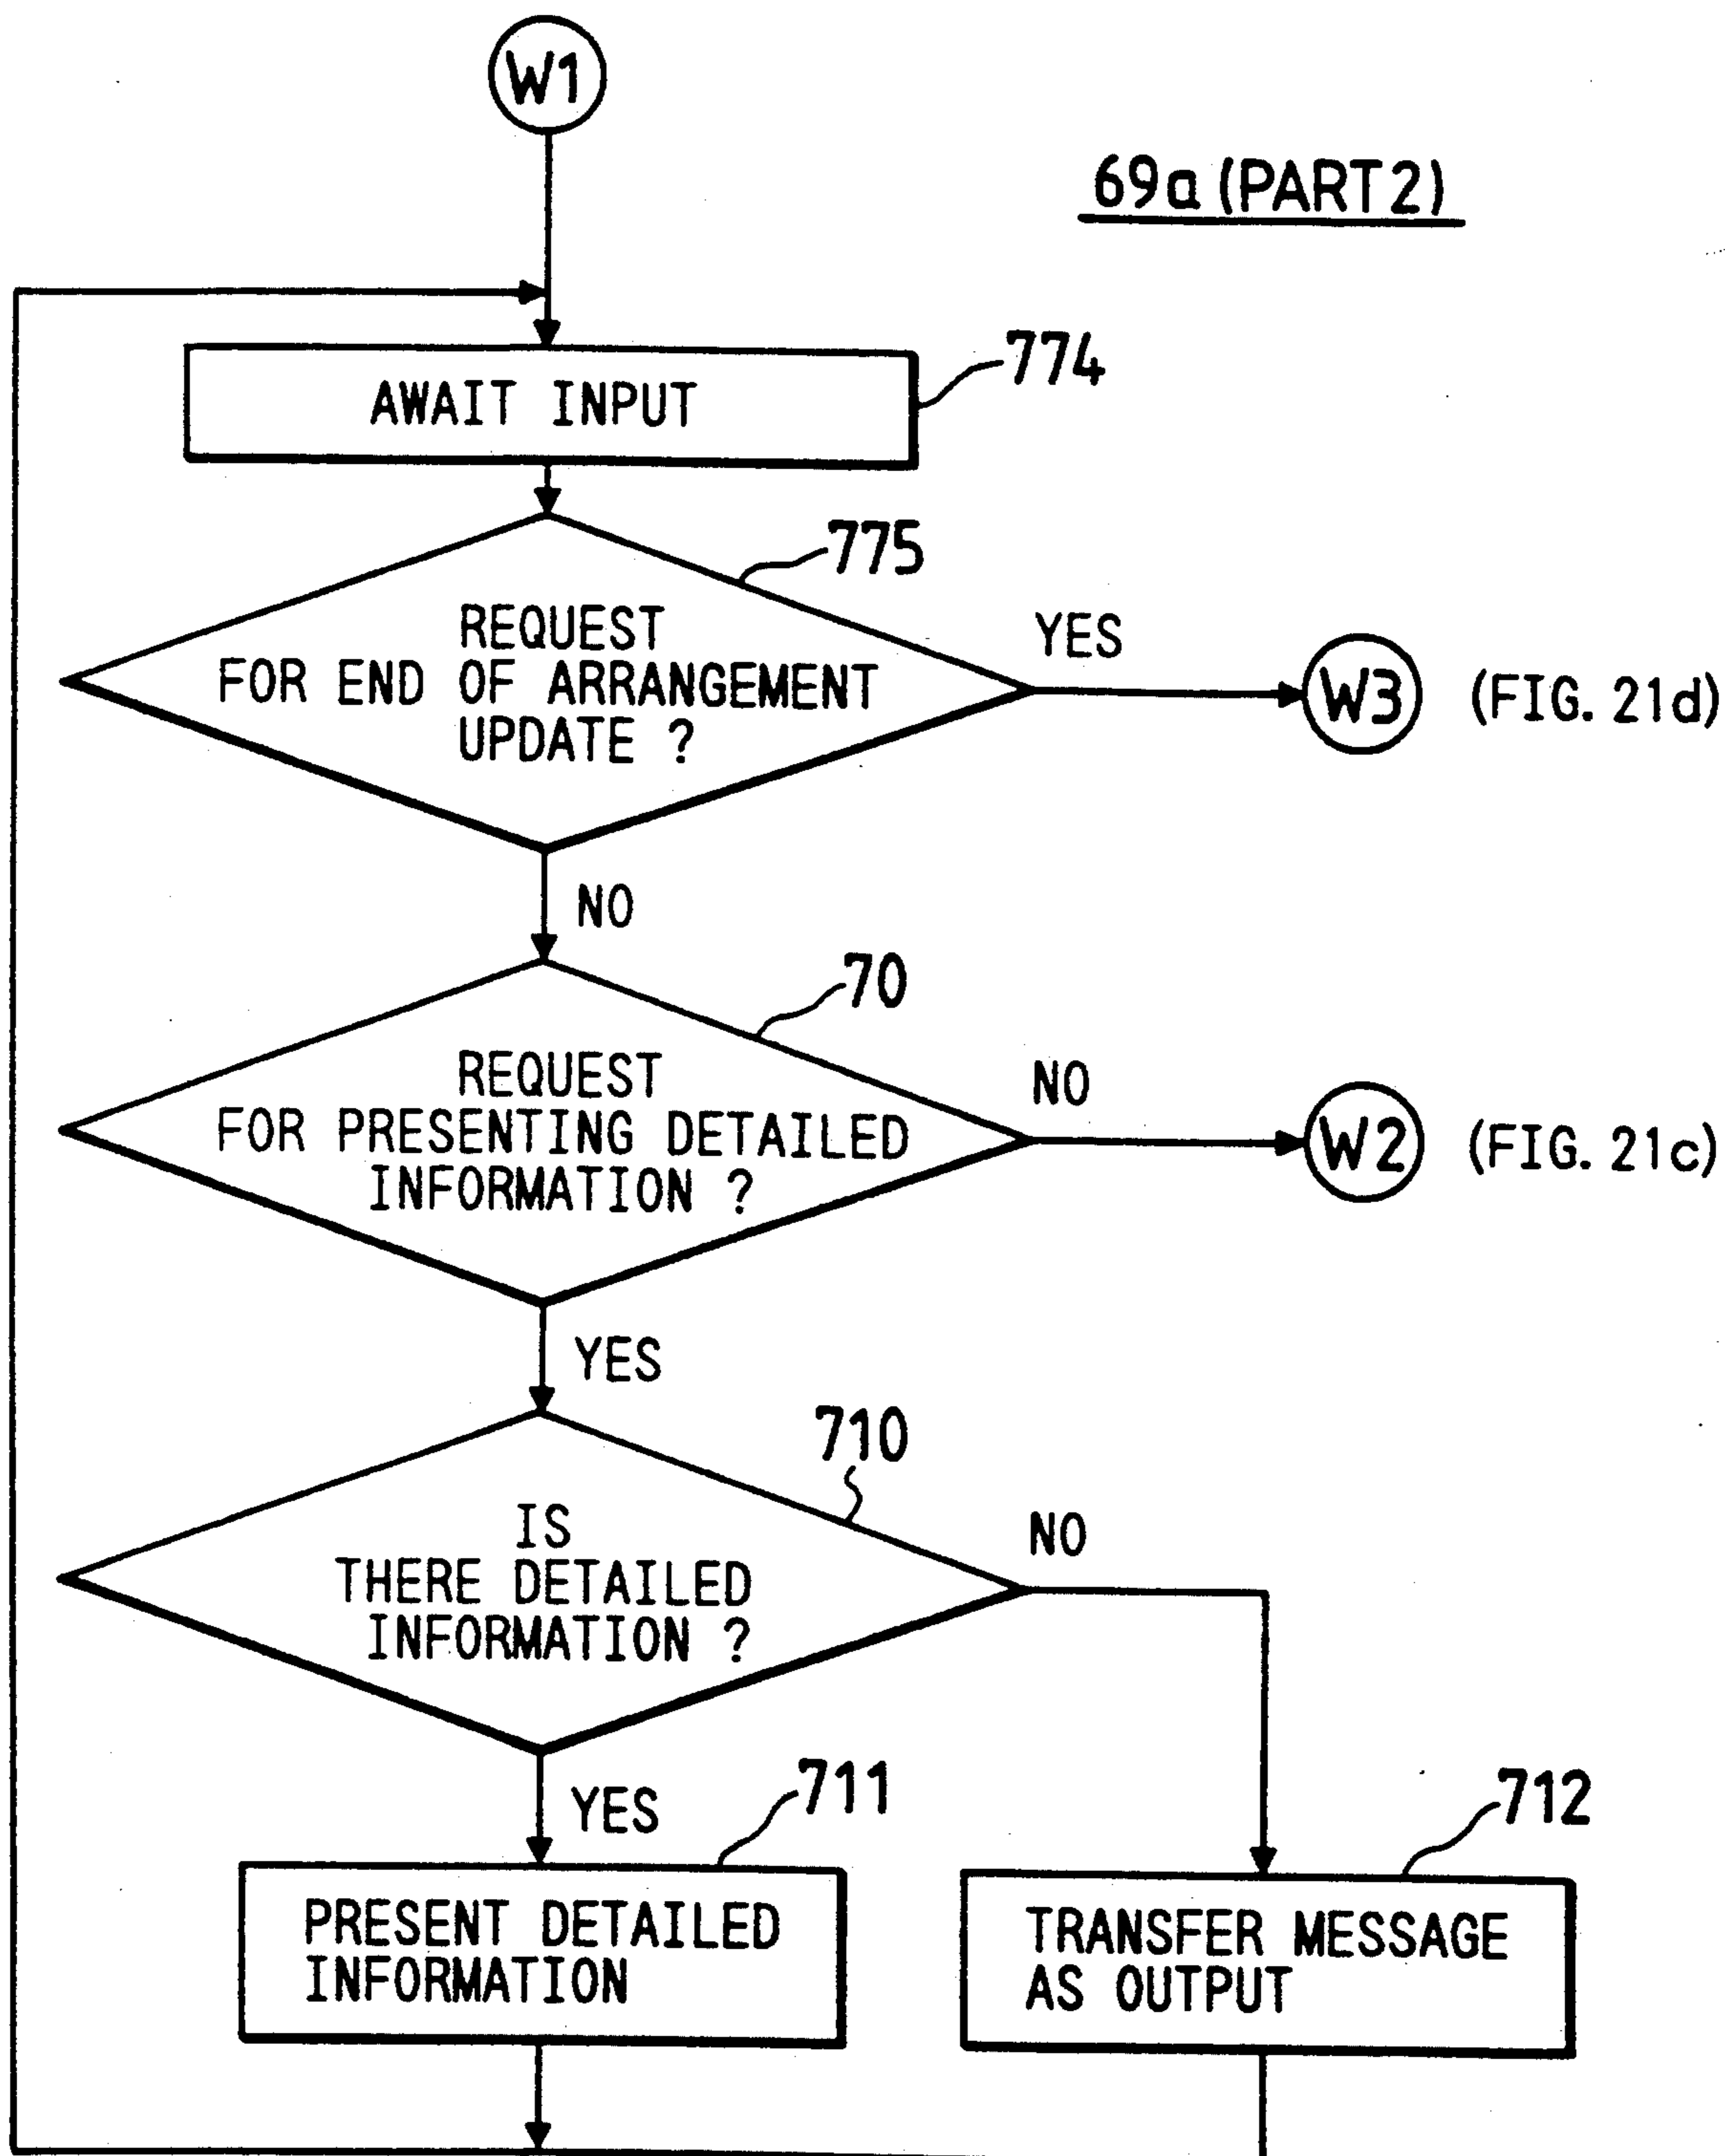 W1
69a (PART 2)
774
AWAIT INPUT
775
REQUEST
FOR END OF ARRANGEMENT
UPDATE ?
YES
W3
(FIG. 21d)
NO
70
REQUEST
FOR PRESENTING DETAILED
INFORMATION ?
NO
W2
(FIG. 21c)
YES
710
IS
THERE DETAILED
INFORMATION ?
NO
YES
711
PRESENT DETAILED
INFORMATION
712
TRANSFER MESSAGE
AS OUTPUT